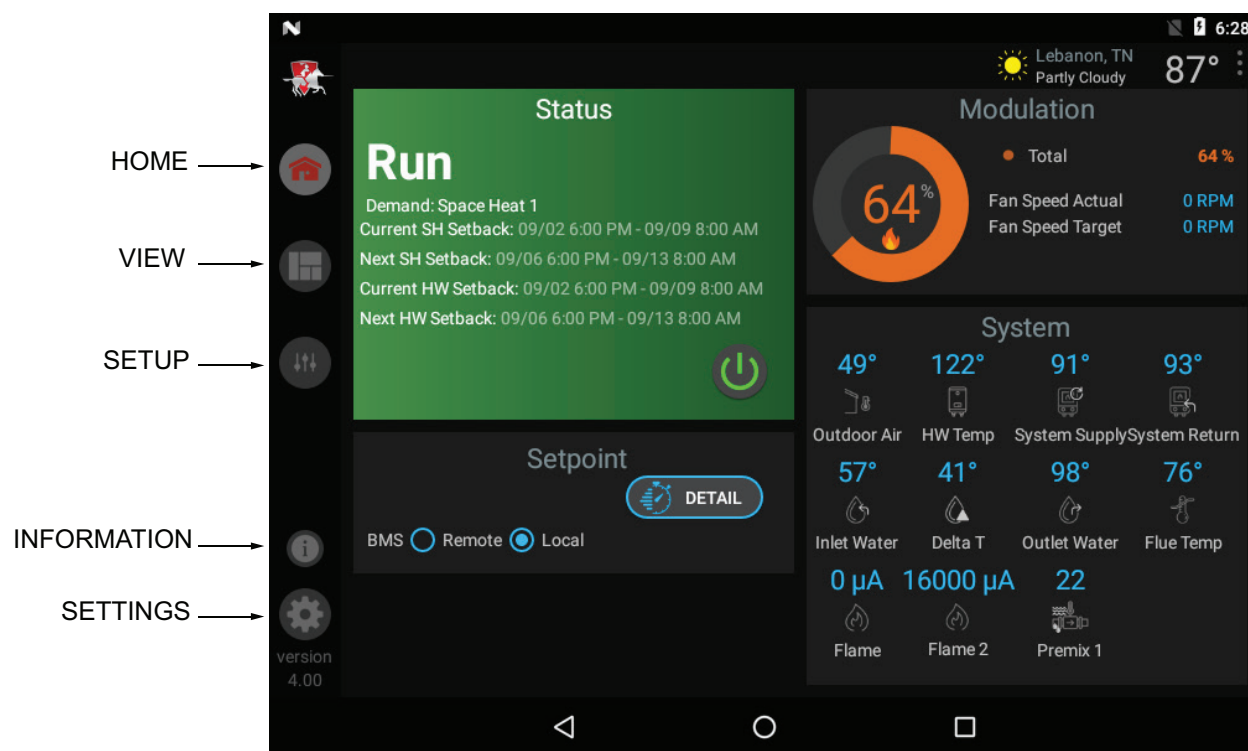 6:28
Lebanon, TN
Partly Cloudy
87°
HOME
VIEW
SETUP
INFORMATION
SETTINGS
version
4.00
Status
Run
Demand: Space Heat 1
Current SH Setback: 09/02 6:00 PM - 09/09 8:00 AM
Next SH Setback: 09/06 6:00 PM - 09/13 8:00 AM
Current HW Setback: 09/02 6:00 PM - 09/09 8:00 AM
Next HW Setback: 09/06 6:00 PM - 09/13 8:00 AM
Setpoint
DETAIL
BMS Remote Local
Modulation
64%
Total 64 %
Fan Speed Actual 0 RPM
Fan Speed Target 0 RPM
System
49° 122° 91° 93°
Outdoor Air HW Temp System Supply System Return
57° 41° 98° 76°
Inlet Water Delta T Outlet Water Flue Temp
0 µA 16000 µA 22
Flame Flame 2 Premix 1